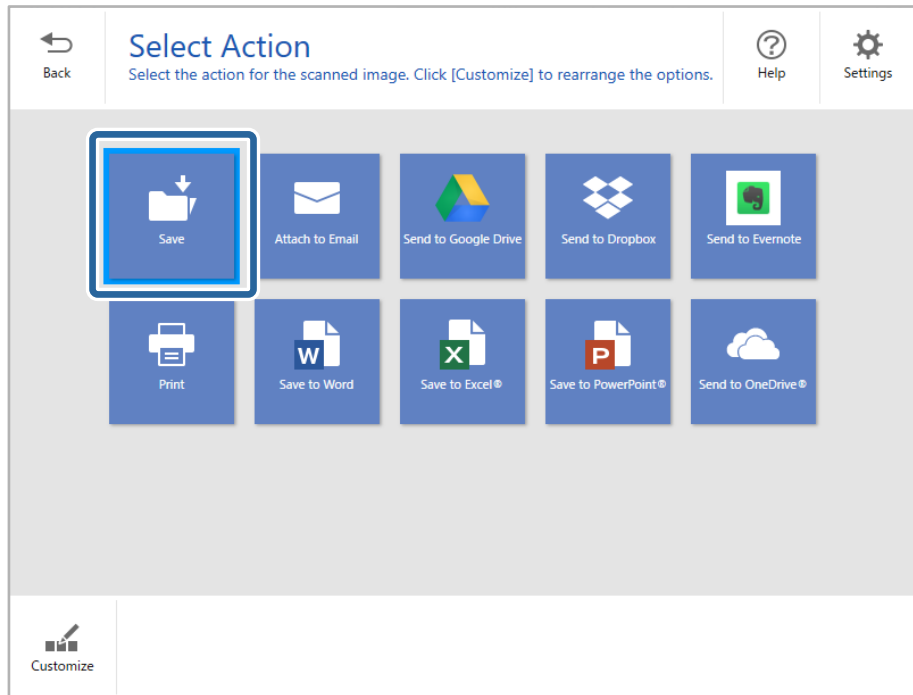 Back
Select Action
Select the action for the scanned image. Click [Customize] to rearrange the options.
Help
Settings
Save
Attach to Email
Send to Google Drive
Send to Dropbox
Send to Evernote
Print
W
Save to Word
X
Save to Excel®
P
Save to PowerPoint®
Send to OneDrive®
Customize